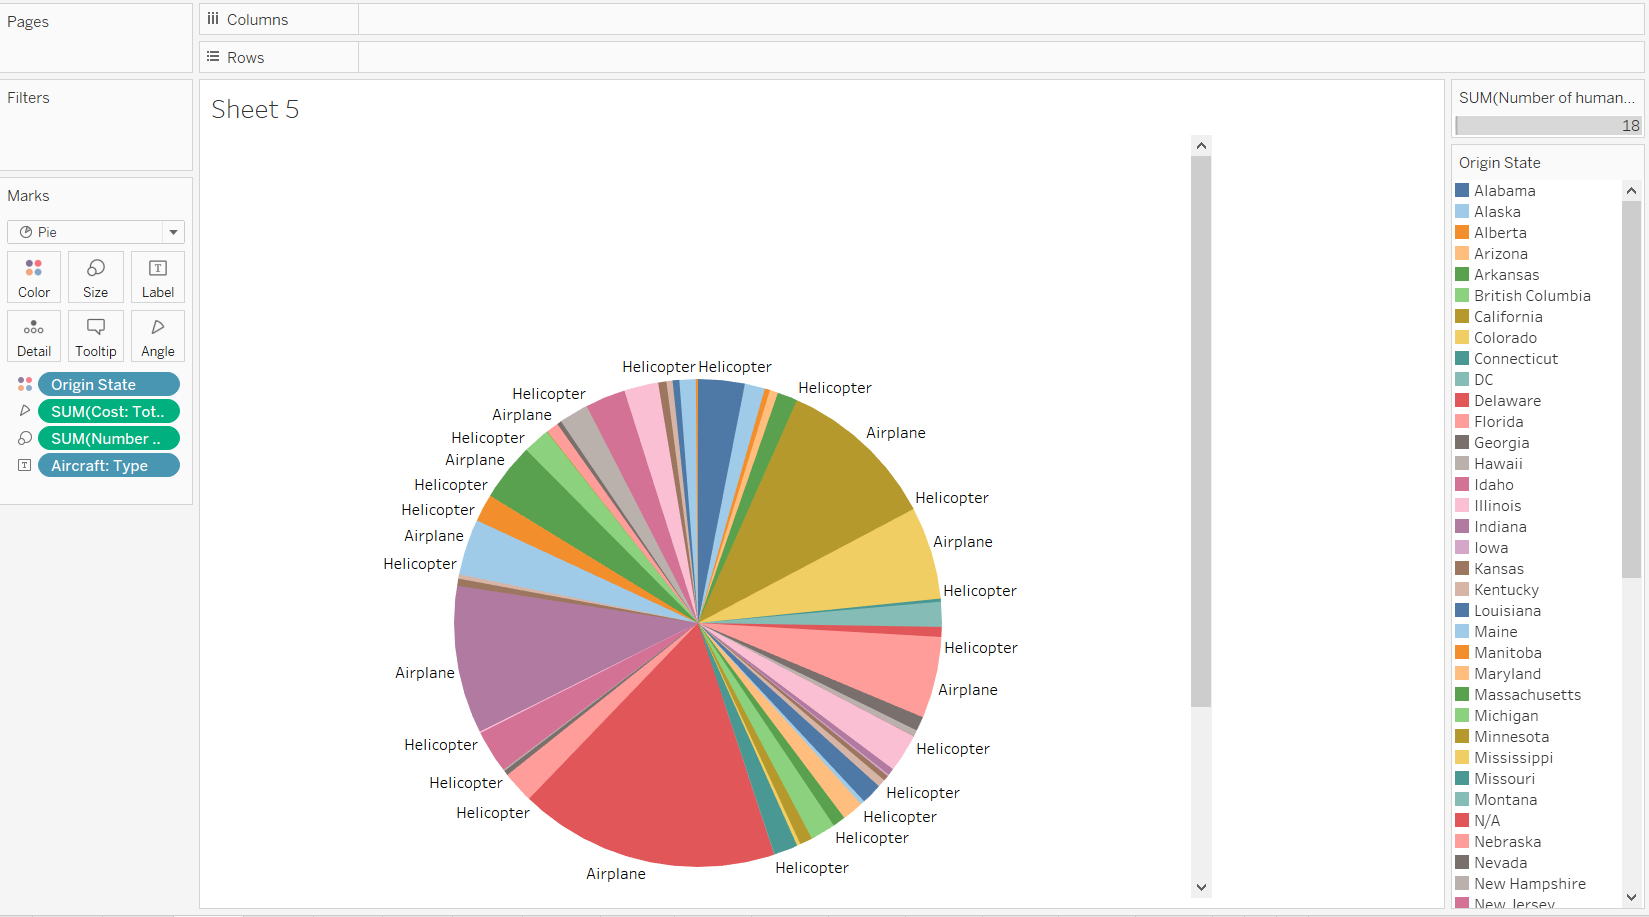 Pages
Columns
Rows
Filters
Sheet 5
SUM(Number of human...
18
Origin State
Marks
Pie
Color
Size
Label
Detail
Tooltip
Angle
Origin State
SUM(Cost: Tot..
SUM(Number ..
T
Aircraft: Type
Helicopter
Helicopter
Helicopter
Helicopter
Airplane
Airplane
Helicopter
Airplane
Helicopter
Helicopter
Helicopter
Airplane
Airplane
Helicopter
Helicopter
Helicopter
Airplane
Airplane
Helicopter
Helicopter
Helicopter
Helicopter
Helicopter
Helicopter
Helicopter
Helicopter
Airplane
Alabama
Alaska
Alberta
Arizona
Arkansas
British Columbia
California
Colorado
Connecticut
DC
Delaware
Florida
Georgia
Hawaii
Idaho
Illinois
Indiana
Iowa
Kansas
Kentucky
Louisiana
Maine
Manitoba
Maryland
Massachusetts
Michigan
Minnesota
Mississippi
Missouri
Montana
N/A
Nebraska
Nevada
New Hampshire
New Jersey